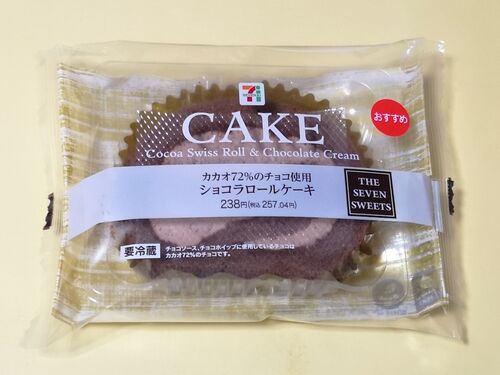 7
CAKE
おすすめ
Cocoa Swiss Roll & Chocolate Cream
カカオ72%のチョコ使用
ショコラロールケーキ
238円(税込257.04円)
THE
SEVEN
SWEETS
要冷蔵
チョコソース、チョコホイップに使用しているチョコは
カカオ72%のチョコです。